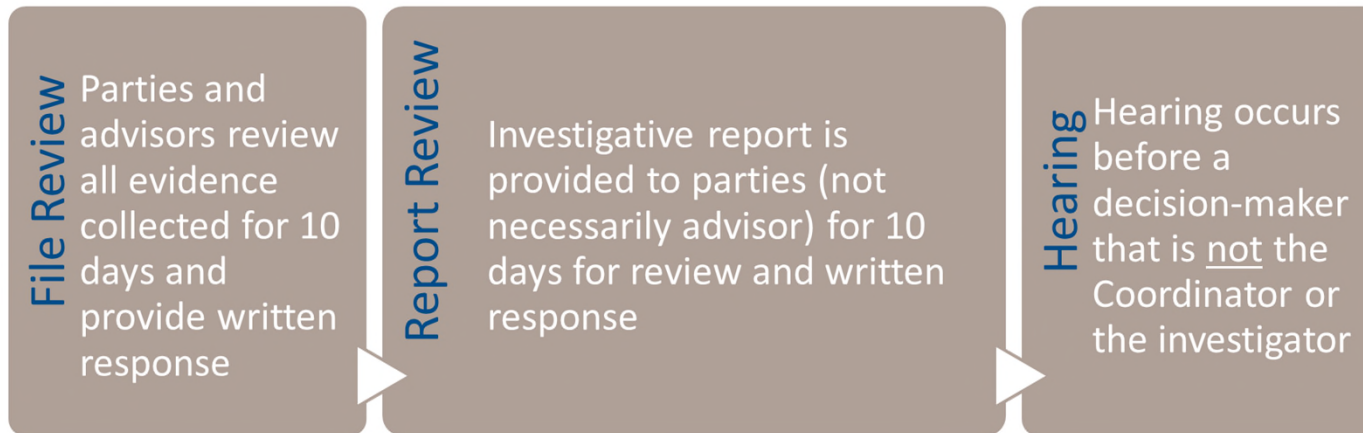 File Review
Parties and
advisors review
all evidence
collected for 10
days and
provide written
response
Report Review
Investigative report is
provided to parties (not
necessarily advisor) for 10
days for review and written
response
Hearing
Hearing occurs
before a
decision-maker
that is not the
Coordinator or
the investigator